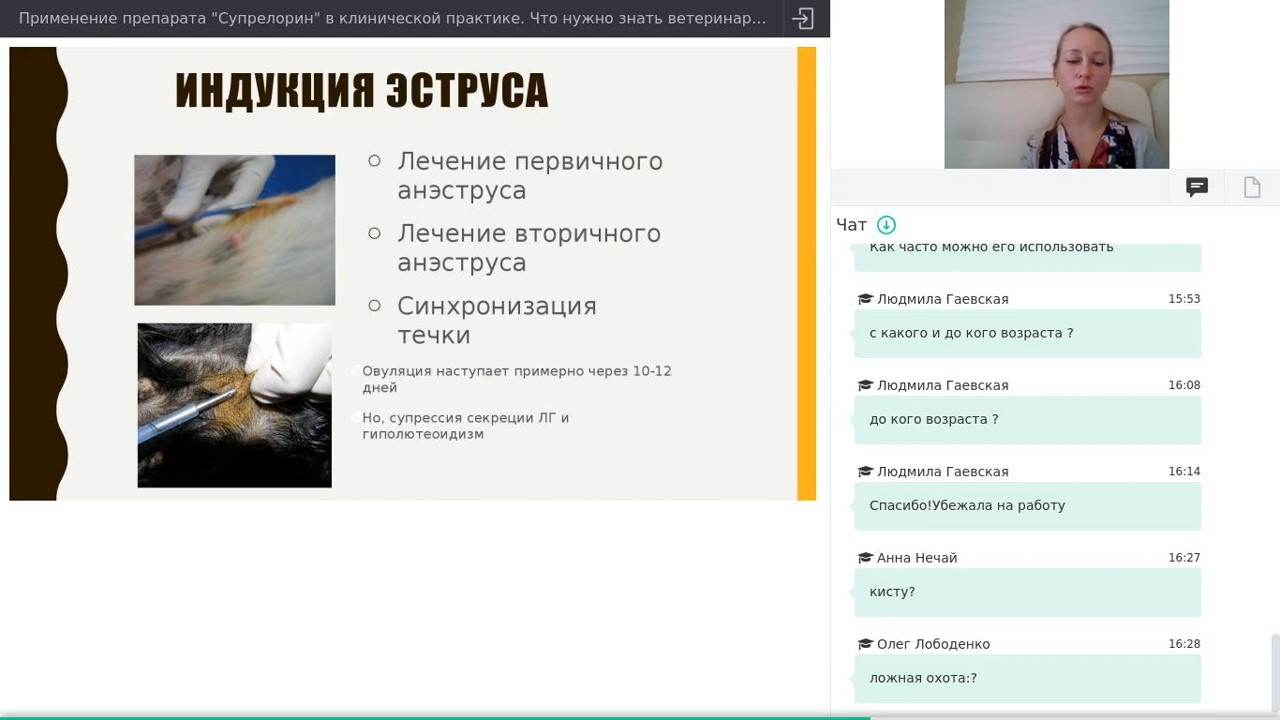 Применение препарата "Супрелорин" в клинической практике. Что нужно знать ветеринар...
ИНДУКЦИЯ ЭСТРУСА
Лечение первичного
анэструса
Лечение вторичного
анэструса
Синхронизация
течки
Овуляция наступает примерно через 10-12
дней
Но, супрессия секреции ЛГ и
гиполютеоидизм
Чат
Как часто можно его использовать
Людмила Гаевская 15:53
с какого и до кого возраста ?
Людмила Гаевская 16:08
до кого возраста ?
Людмила Гаевская 16:14
Спасибо!Убежала на работу
Анна Нечай 16:27
кисту?
Олег Лободенко 16:28
ложная охота:?